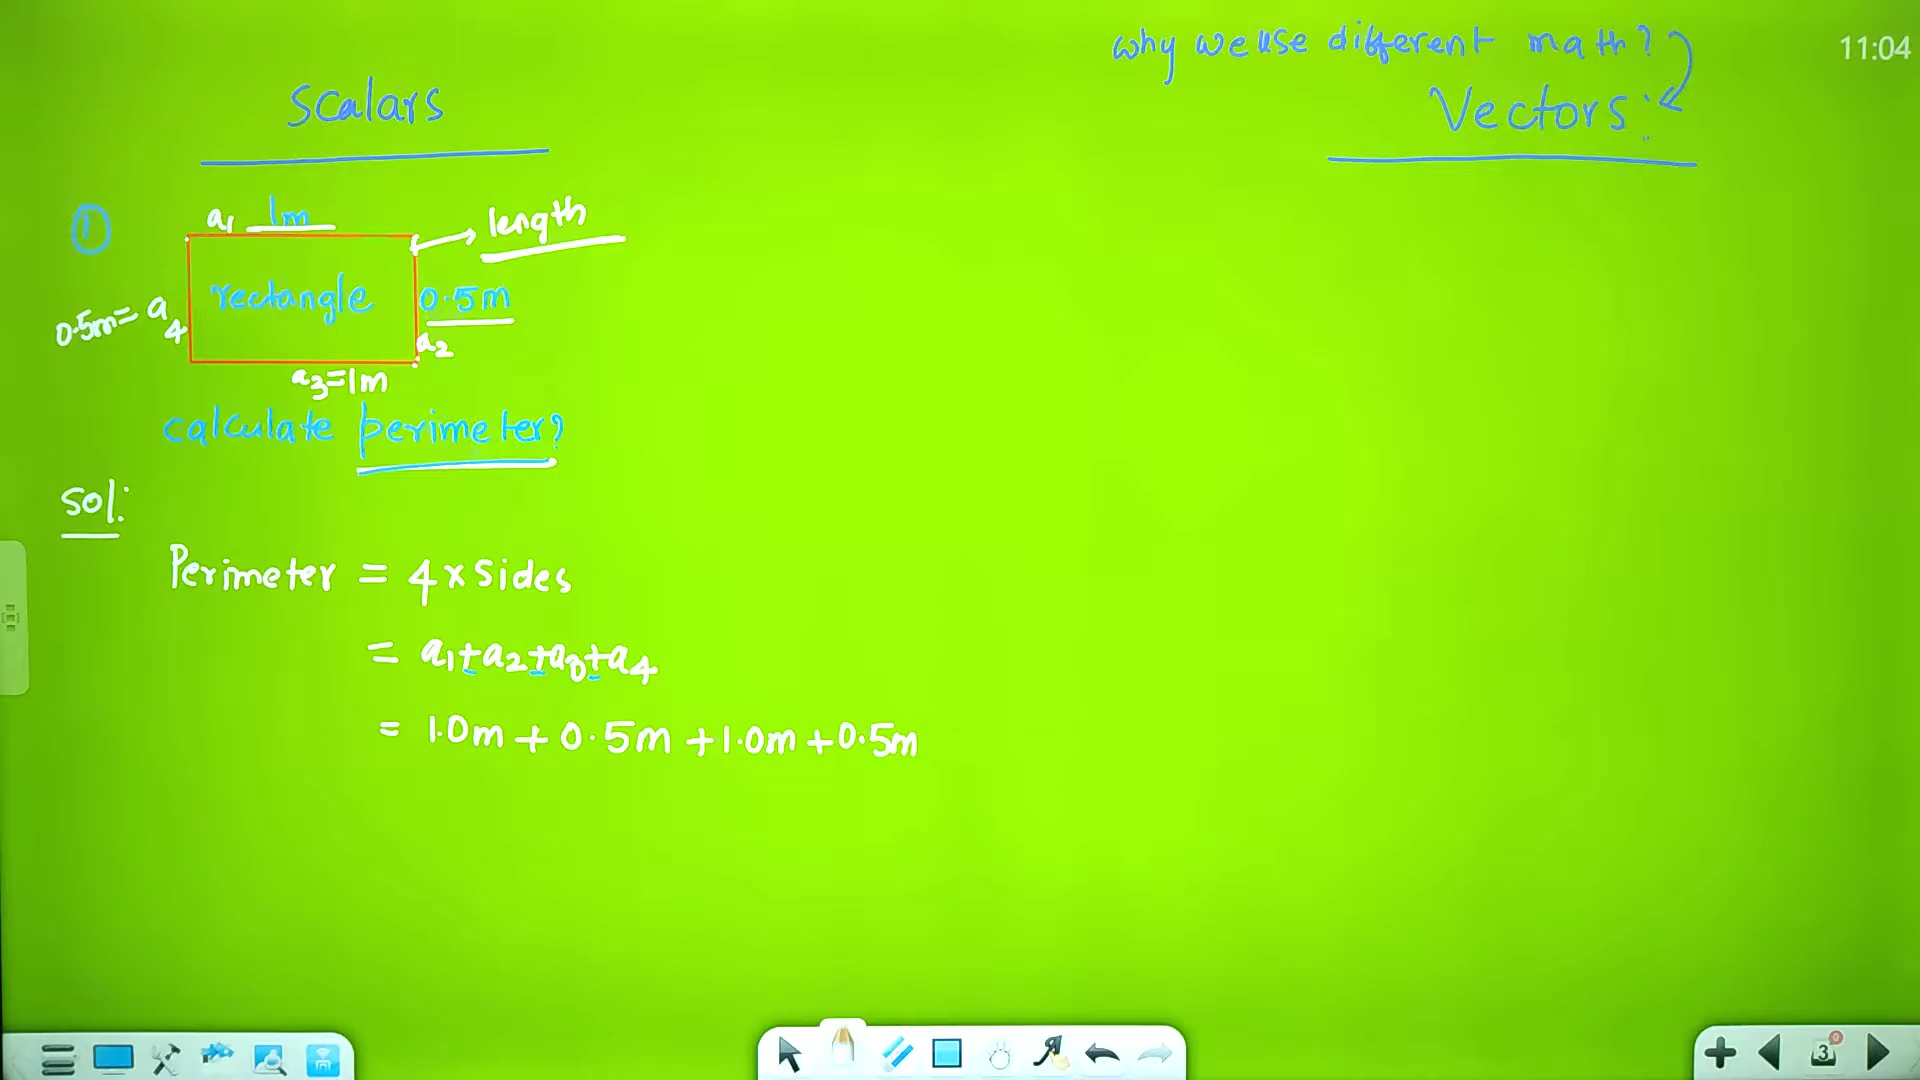 why we use different math?
11:04
Scalars
Vectors:
①
a1 1m
length
rectangle
0.5m
0.5m = a4
a2
a3=1m
calculate perimeter?
Sol:
Perimeter = 4 x Sides
= a1+a2+a3+a4
= 1.0m + 0.5m + 1.0m + 0.5m
3
0